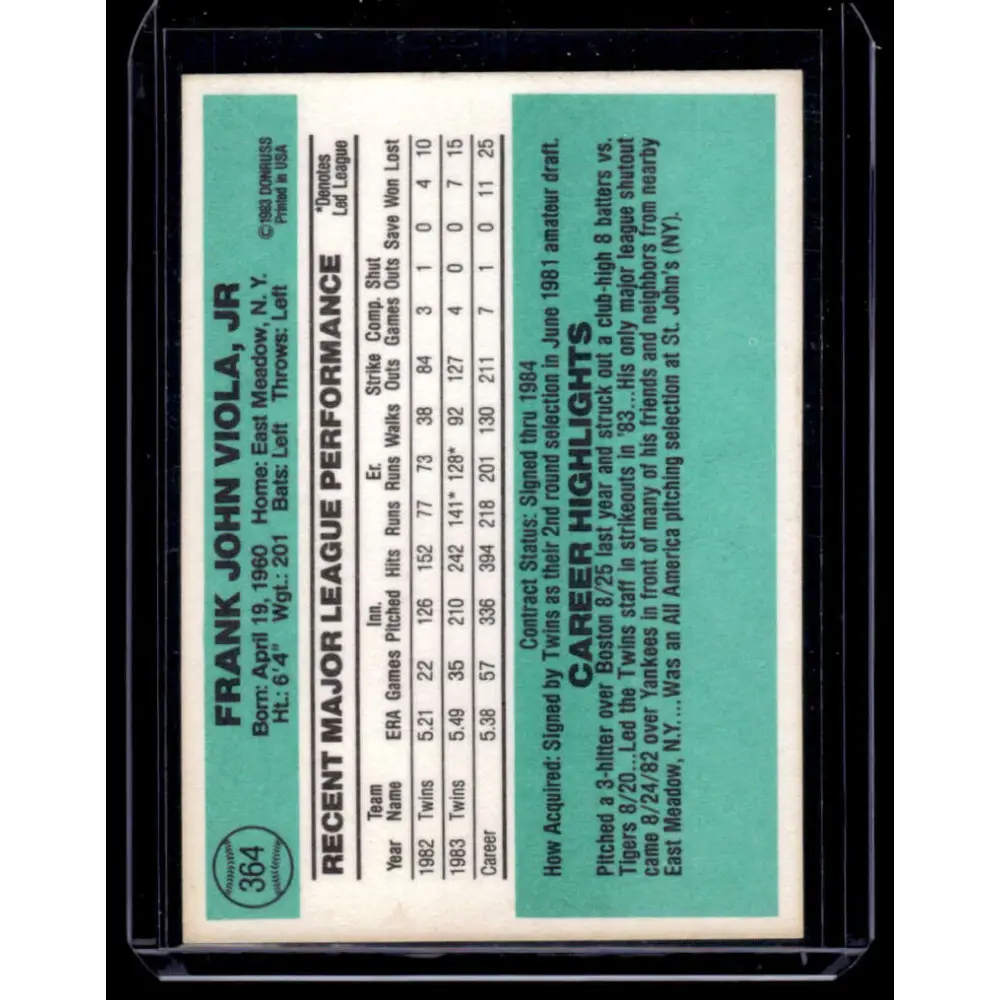 364
FRANK JOHN VIOLA, JR
©1983 DONRUSS
Printed in USA
Born: April 19, 1960 Home: East Meadow, N. Y.
Ht.: 6'4" Wgt.: 201 Bats: Left Throws: Left
RECENT MAJOR LEAGUE PERFORMANCE
*Denotes
Led League
Team Inn. Er. Strike Comp. Shut
Year Name ERA Games Pitched Hits Runs Runs Walks Outs Games Outs Save Won Lost
1982 Twins 5.21 22 126 152 77 73 38 84 3 1 0 4 10
1983 Twins 5.49 35 210 242 141* 128* 92 127 4 0 0 7 15
Career 5.38 57 336 394 218 201 130 211 7 1 0 11 25
Contract Status: Signed thru 1984
How Acquired: Signed by Twins as their 2nd round selection in June 1981 amateur draft.
CAREER HIGHLIGHTS
Pitched a 3-hitter over Boston 8/25 last year and struck out a club-high 8 batters vs.
Tigers 8/20...Led the Twins staff in strikeouts in '83...His only major league shutout
came 8/24/82 over Yankees in front of many of his friends and neighbors from nearby
East Meadow, N.Y....Was an All America pitching selection at St. John's (NY).